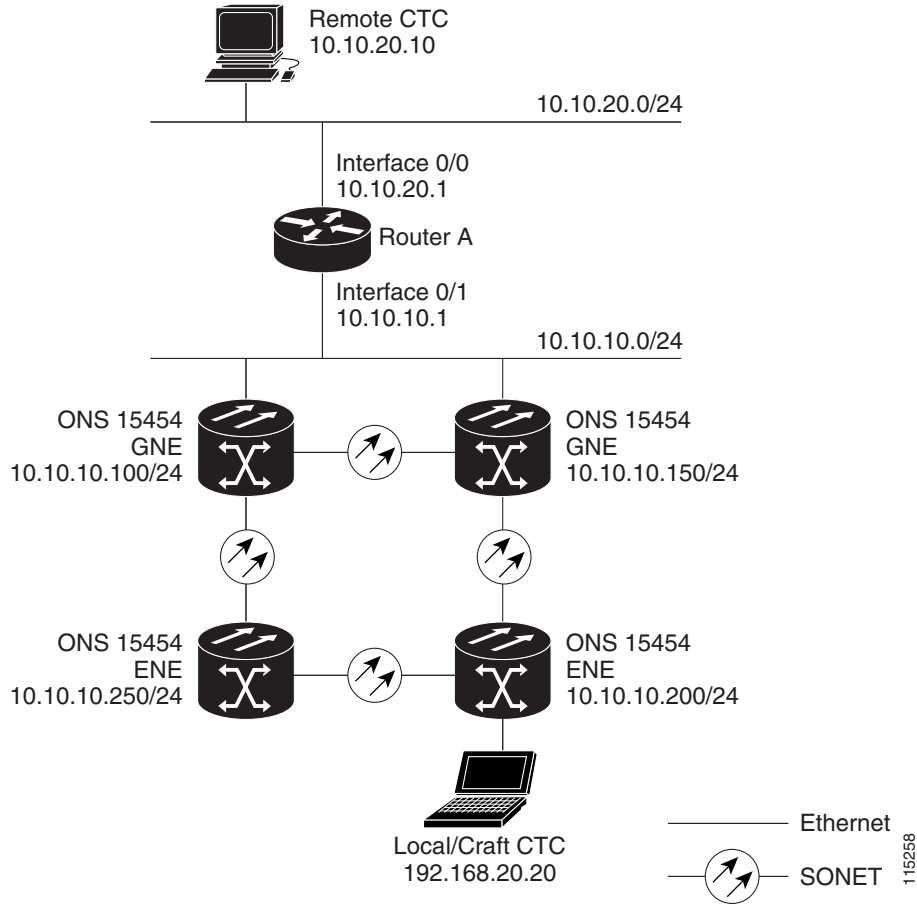 Remote CTC
10.10.20.10
10.10.20.0/24
Interface 0/0
10.10.20.1
Router A
Interface 0/1
10.10.10.1
10.10.10.0/24
ONS 15454
GNE
10.10.10.100/24
ONS 15454
GNE
10.10.10.150/24
ONS 15454
ENE
10.10.10.250/24
ONS 15454
ENE
10.10.10.200/24
Local/Craft CTC
192.168.20.20
Ethernet
SONET
115258